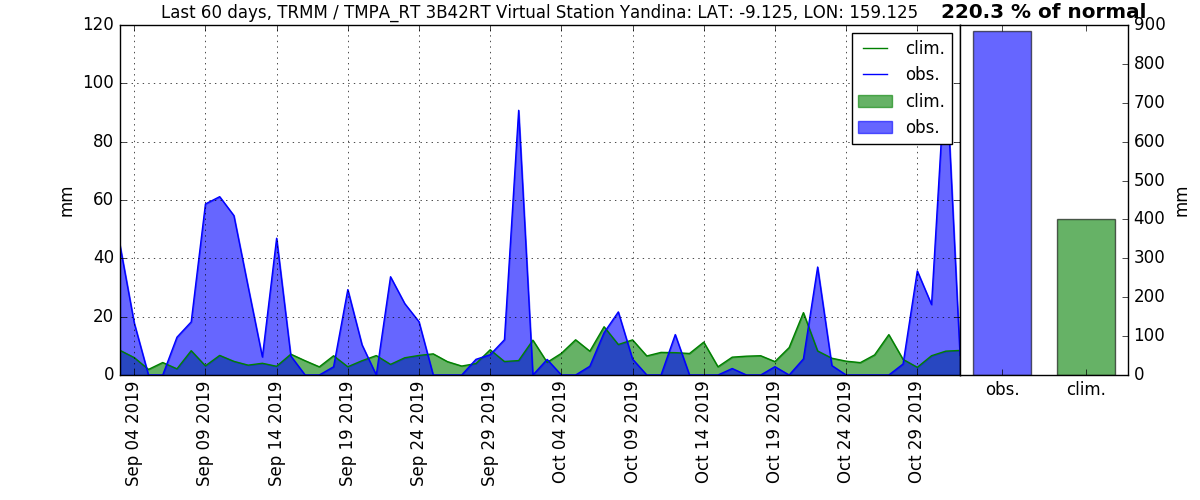 Last 60 days, TRMM / TMPA_RT 3B42RT Virtual Station Yandina: LAT: -9.125, LON: 159.125
220.3 % of normal
120
100
80
60
40
20
0
mm
clim.
obs.
clim.
obs.
900
800
700
600
500
400
300
200
100
0
mm
Sep 04 2019
Sep 09 2019
Sep 14 2019
Sep 19 2019
Sep 24 2019
Sep 29 2019
Oct 04 2019
Oct 09 2019
Oct 14 2019
Oct 19 2019
Oct 24 2019
Oct 29 2019
obs.
clim.